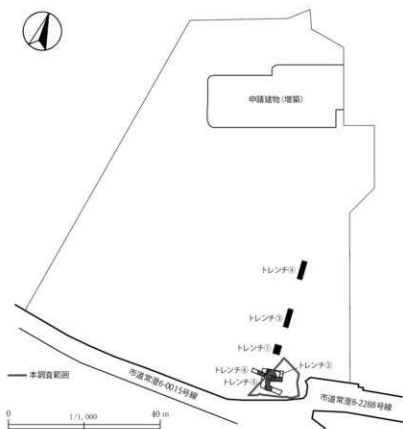 申請建物(増築)
トレンチ④
トレンチ③
トレンチ①
トレンチ②
トレンチ⑥
トレンチ⑤
本調査範囲
市道常澄6-0015号線
市道常澄8-2288号線
0 1/1,000 40 m